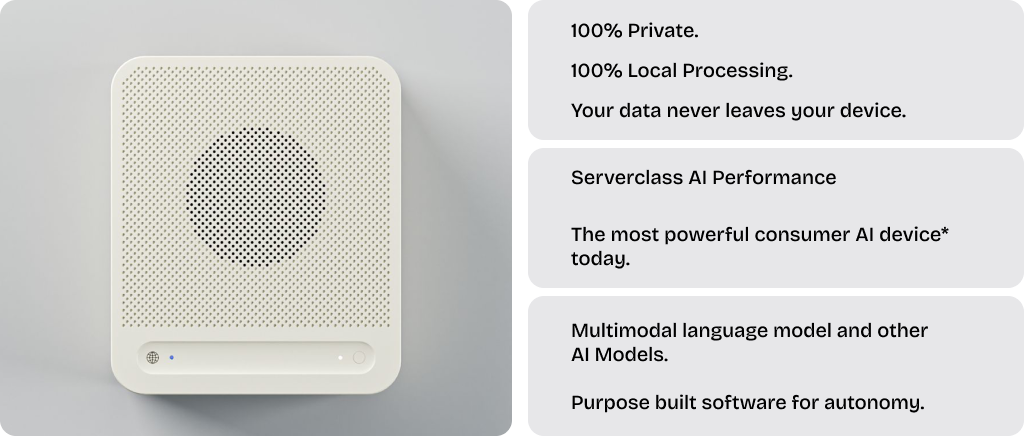 100% Private.
100% Local Processing.
Your data never leaves your device.
Serverclass AI Performance
The most powerful consumer AI device*
today.
Multimodal language model and other
AI Models.
Purpose built software for autonomy.